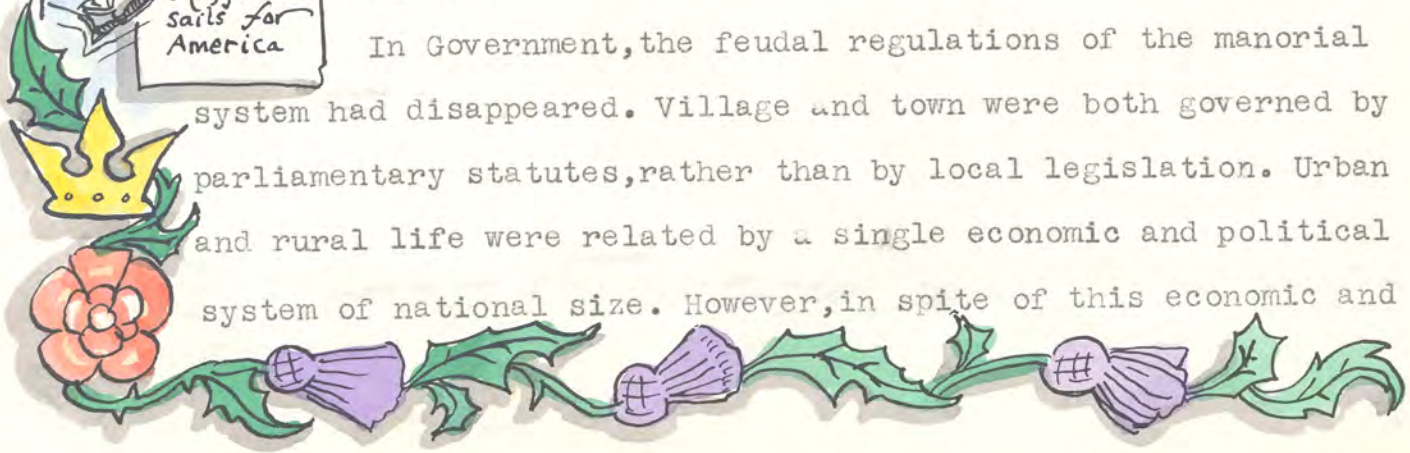 sails for
America
In Government,the feudal regulations of the manorial
system had disappeared. Village and town were both governed by
parliamentary statutes,rather than by local legislation. Urban
and rural life were related by a single economic and political
system of national size. However,in spite of this economic and